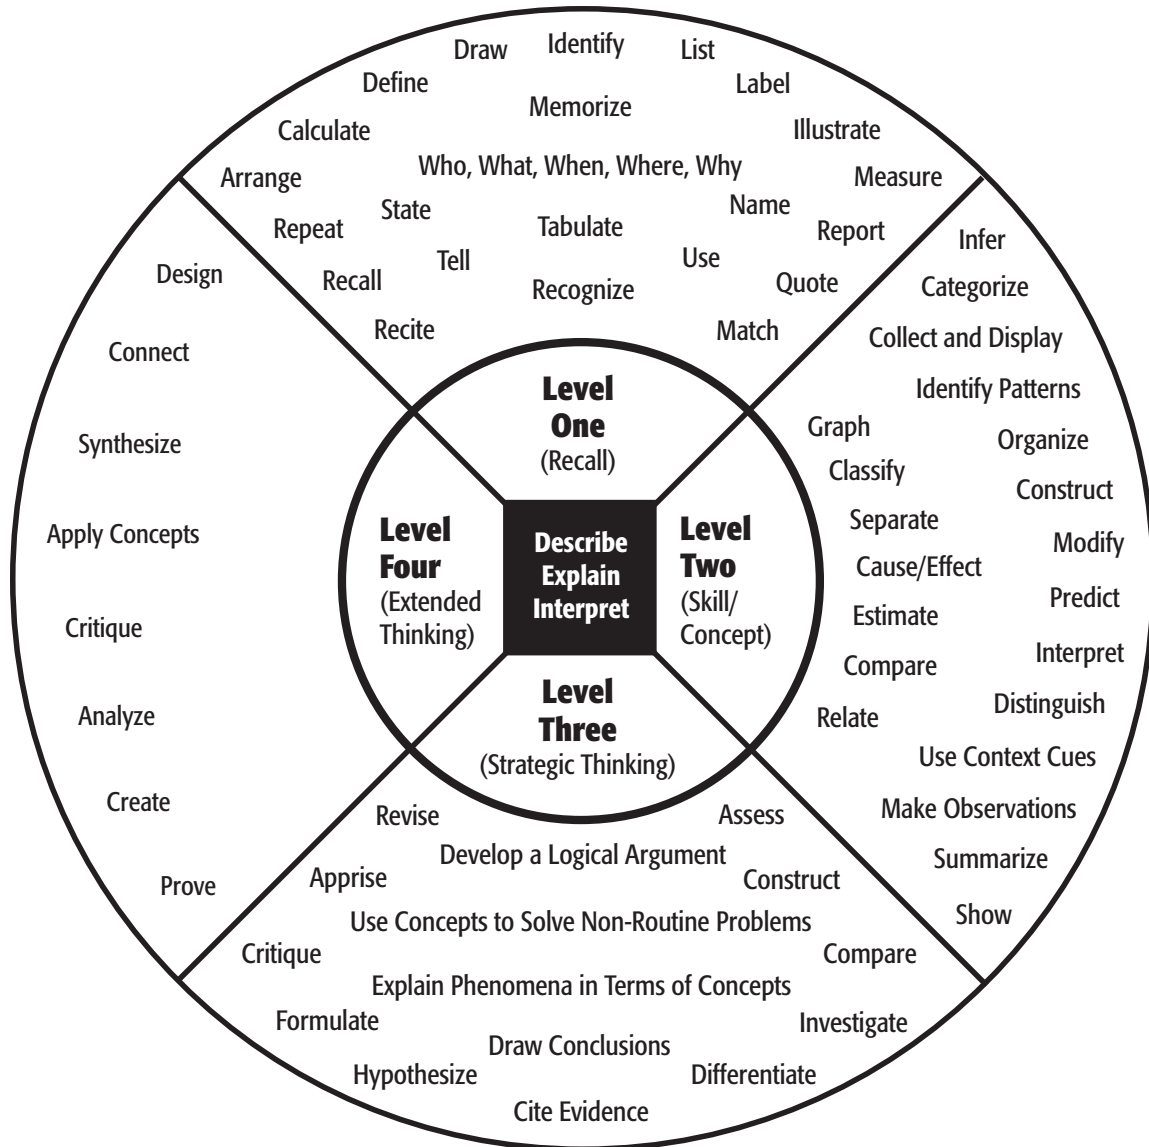 Draw
Identify
List
Define
Label
Memorize
Calculate
Illustrate
Who, What, When, Where, Why
Arrange
Measure
State
Name
Repeat
Tabulate
Report
Tell
Use
Recall
Recognize
Quote
Recite
Match
Level
One
(Recall)
Infer
Categorize
Collect and Display
Identify Patterns
Graph
Organize
Classify
Construct
Separate
Modify
Cause/Effect
Predict
Estimate
Interpret
Compare
Distinguish
Relate
Use Context Cues
Make Observations
Summarize
Show
Level
Two
(Skill/
Concept)
Describe
Explain
Interpret
Level
Four
(Extended
Thinking)
Design
Connect
Synthesize
Apply Concepts
Critique
Analyze
Create
Prove
Level
Three
(Strategic Thinking)
Revise
Assess
Develop a Logical Argument
Apprise
Construct
Use Concepts to Solve Non-Routine Problems
Critique
Compare
Explain Phenomena in Terms of Concepts
Formulate
Investigate
Draw Conclusions
Hypothesize
Differentiate
Cite Evidence